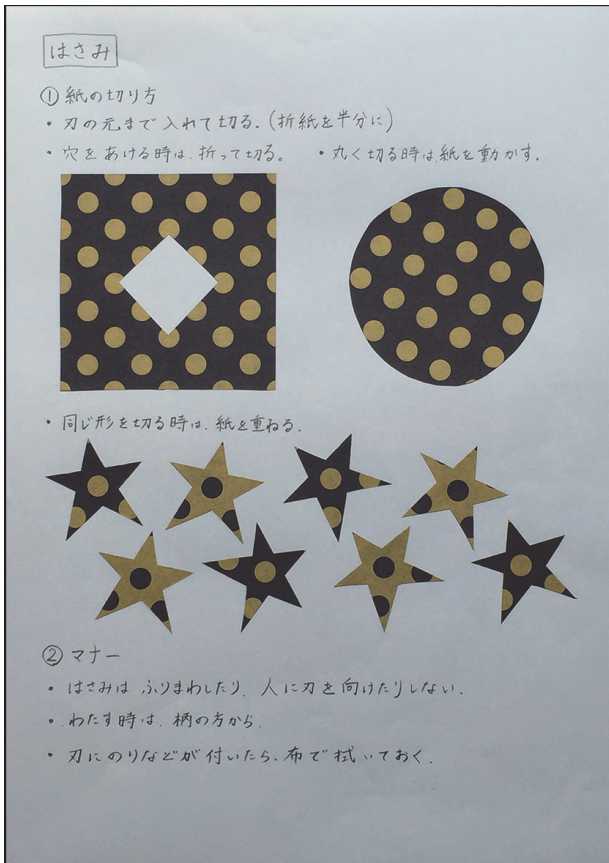 はさみ
① 紙の切り方
・刃の元まで入れて切る。(折紙を半分に)
・穴をあける時は、折って切る。 ・丸く切る時は、紙を動かす。
・同じ形を切る時は、紙を重ねる。
② マナー
・はさみは ふりまわしたり、人に刃を向けたりしない、
・わたす時は、柄の方から、
・刃にのりなどが付いたら、布で拭いておく、